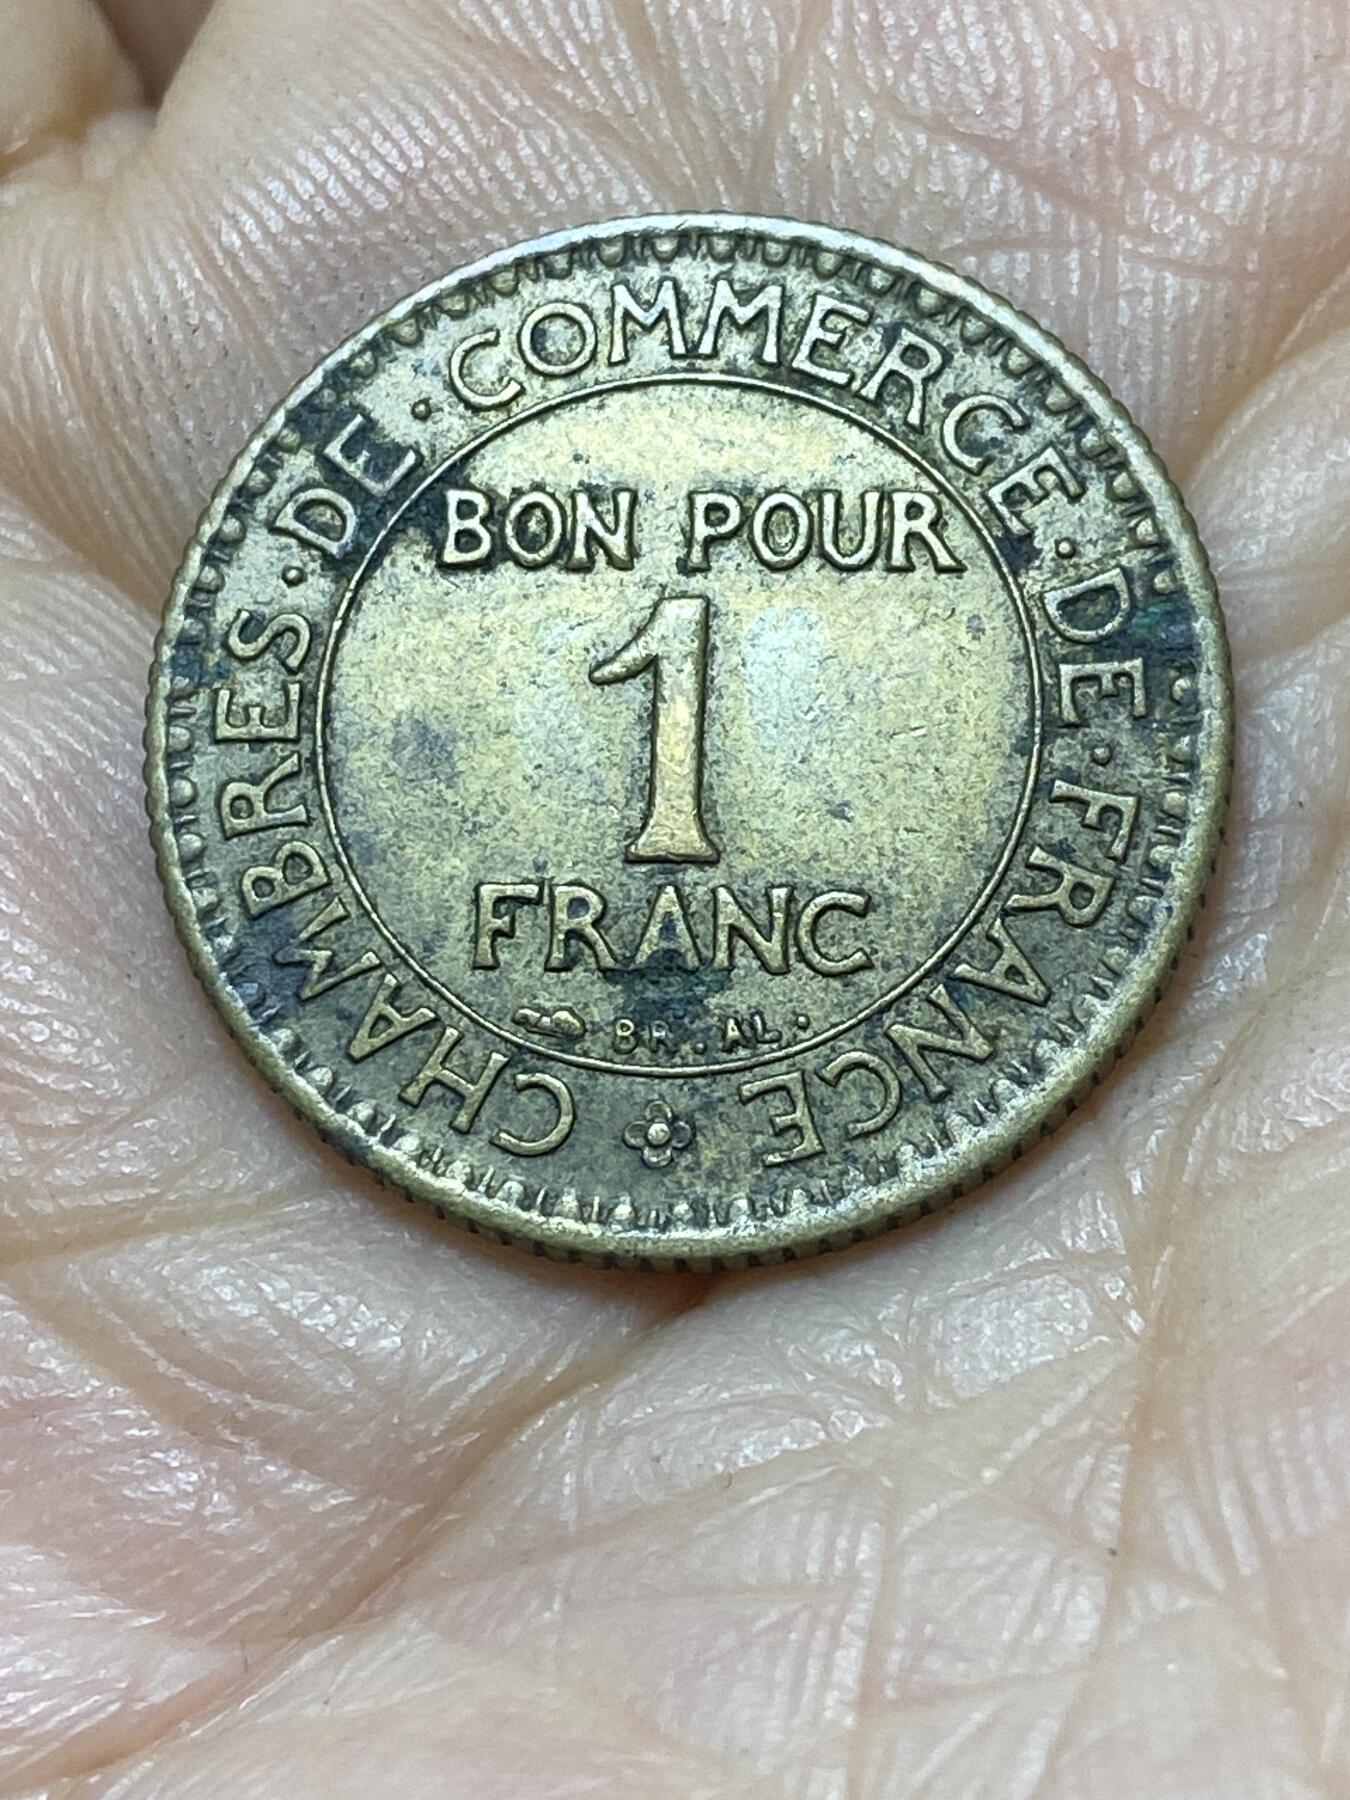 CHAMBRES · DE · COMMERCE · DE · FRANCE
BON POUR
1
FRANC
BR. AL.